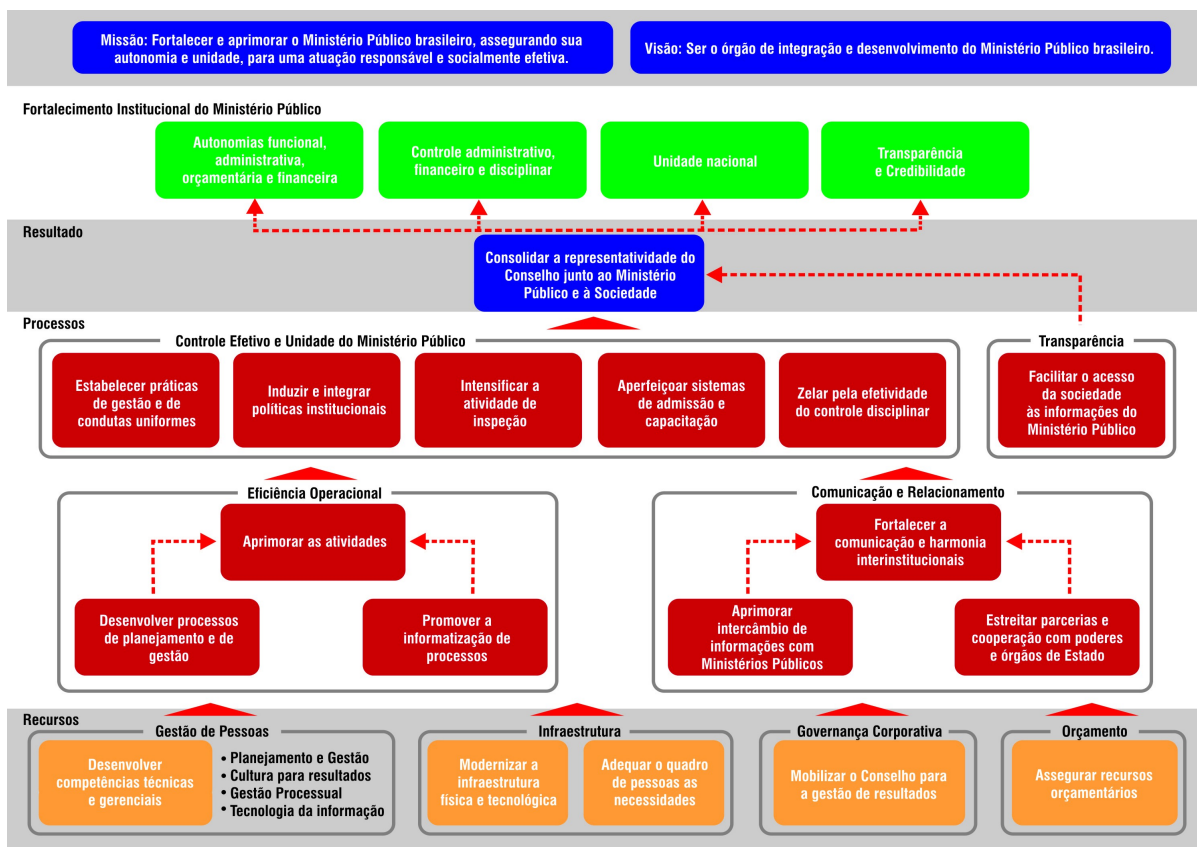 Missão: Fortalecer e aprimorar o Ministério Público brasileiro, assegurando sua
autonomia e unidade, para uma atuação responsável e socialmente efetiva.
Visão: Ser o órgão de integração e desenvolvimento do Ministério Público brasileiro.
Fortalecimento Institucional do Ministério Público
Autonomias funcional,
administrativa,
orçamentária e financeira
Controle administrativo,
financeiro e disciplinar
Unidade nacional
Transparência
e Credibilidade
Resultado
Consolidar a representatividade do
Conselho junto ao Ministério
Público e à Sociedade
Processos
Controle Efetivo e Unidade do Ministério Público
Estabelecer práticas
de gestão e de
condutas uniformes
Induzir e integrar
políticas institucionais
Intensificar a
atividade de
inspeção
Aperfeiçoar sistemas
de admissão e
capacitação
Zelar pela efetividade
do controle disciplinar
Transparência
Facilitar o acesso
da sociedade
às informações do
Ministério Público
Eficiência Operacional
Aprimorar as atividades
Desenvolver processos
de planejamento e de
gestão
Promover a
informatização de
processos
Comunicação e Relacionamento
Fortalecer a
comunicação e harmonia
interinstitucionais
Aprimorar
intercâmbio de
informações com
Ministérios Públicos
Estreitar parcerias e
cooperação com poderes
e órgãos de Estado
Recursos
Gestão de Pessoas
Desenvolver
competências técnicas
e gerenciais
• Planejamento e Gestão
• Cultura para resultados
• Gestão Processual
• Tecnologia da informação
Infraestrutura
Modernizar a
infraestrutura
física e tecnológica
Adequar o quadro
de pessoas as
necessidades
Governança Corporativa
Mobilizar o Conselho para
a gestão de resultados
Orçamento
Assegurar recursos
orçamentários